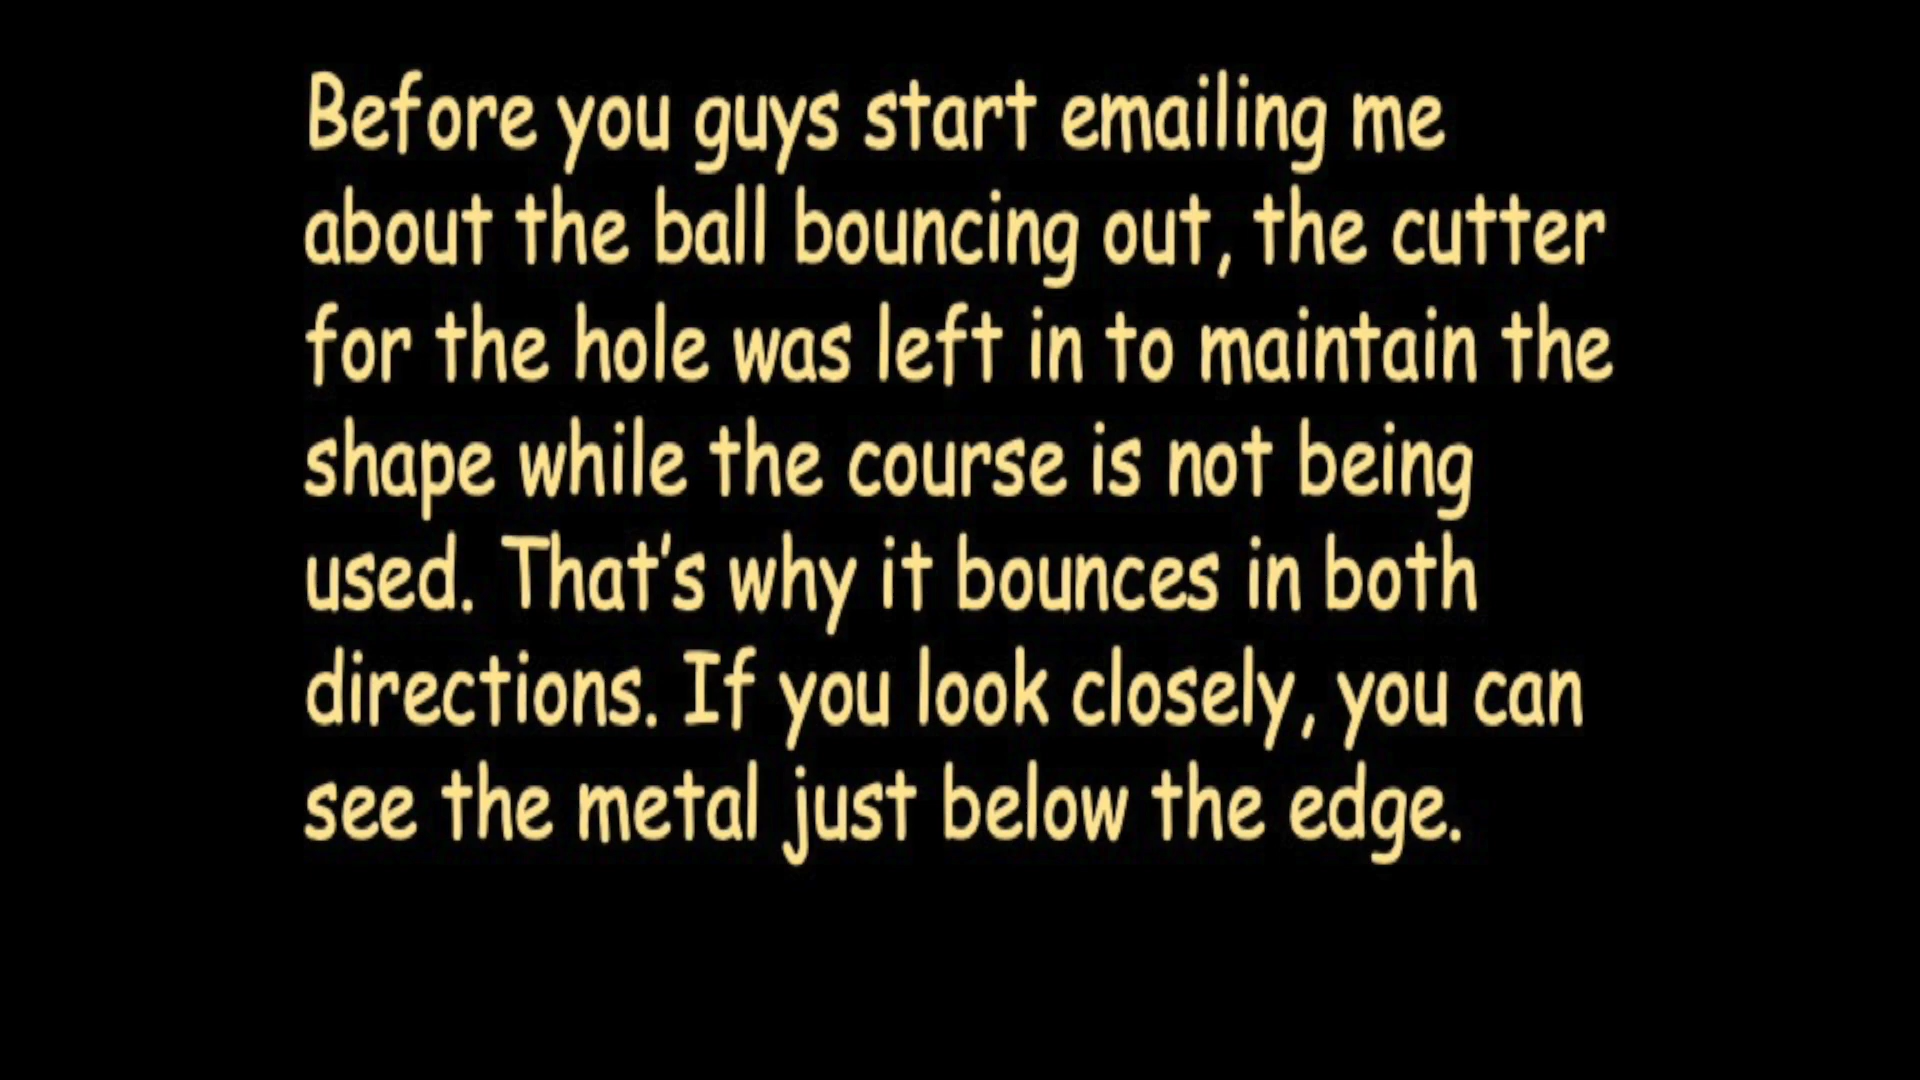 Before you guys start emailing me
about the ball bouncing out, the cutter
for the hole was left in to maintain the
shape while the course is not being
used. That's why it bounces in both
directions. If you look closely, you can
see the metal just below the edge.